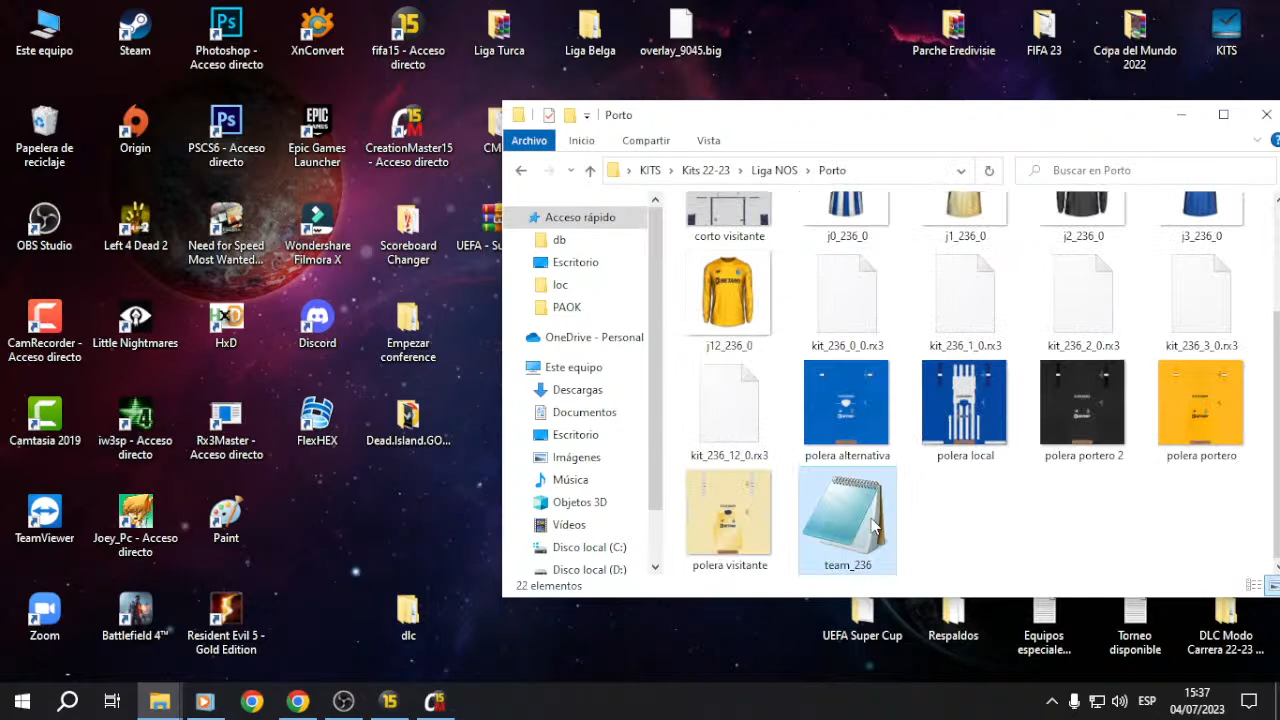 Este equipo
Steam
Photoshop -
Acceso directo
XnConvert
fifa15 - Acceso
directo
Liga Turca
Liga Belga
overlay_9045.big
Parche Eredivisie
FIFA 23
Copa del Mundo
2022
KITS
Papelera de
reciclaje
Origin
PSCS6 - Acceso
directo
Epic Games
Launcher
CreationMaster15
- Acceso directo
CM
OBS Studio
Left 4 Dead 2
Need for Speed
Most Wanted...
Wondershare
Filmora X
Scoreboard
Changer
UEFA - Su
CamRecorder -
Acceso directo
Little Nightmares
HxD
Discord
Empezar
conference
Camtasia 2019
iw3sp - Acceso
directo
Rx3Master -
Acceso directo
FlexHEX
Dead.Island.GO...
TeamViewer
Joey_Pc - Acceso
directo
Paint
Zoom
Battlefield 4™
Resident Evil 5 -
Gold Edition
dlc
Porto
Archivo
Inicio
Compartir
Vista
KITS
Kits 22-23
Liga NOS
Porto
Buscar en Porto
Acceso rápido
db
Escritorio
loc
PAOK
OneDrive - Personal
Este equipo
Descargas
Documentos
Escritorio
Imágenes
Música
Objetos 3D
Vídeos
Disco local (C:)
Disco local (D:)
corto visitante
j0_236_0
j1_236_0
j2_236_0
j3_236_0
j12_236_0
kit_236_0_0.rx3
kit_236_1_0.rx3
kit_236_2_0.rx3
kit_236_3_0.rx3
kit_236_12_0.rx3
polera alternativa
polera local
polera portero 2
polera portero
polera visitante
team_236
22 elementos
UEFA Super Cup
Respaldos
Equipos
especiale...
Torneo
disponible
DLC Modo
Carrera 22-23 ...
ESP
15:37
04/07/2023